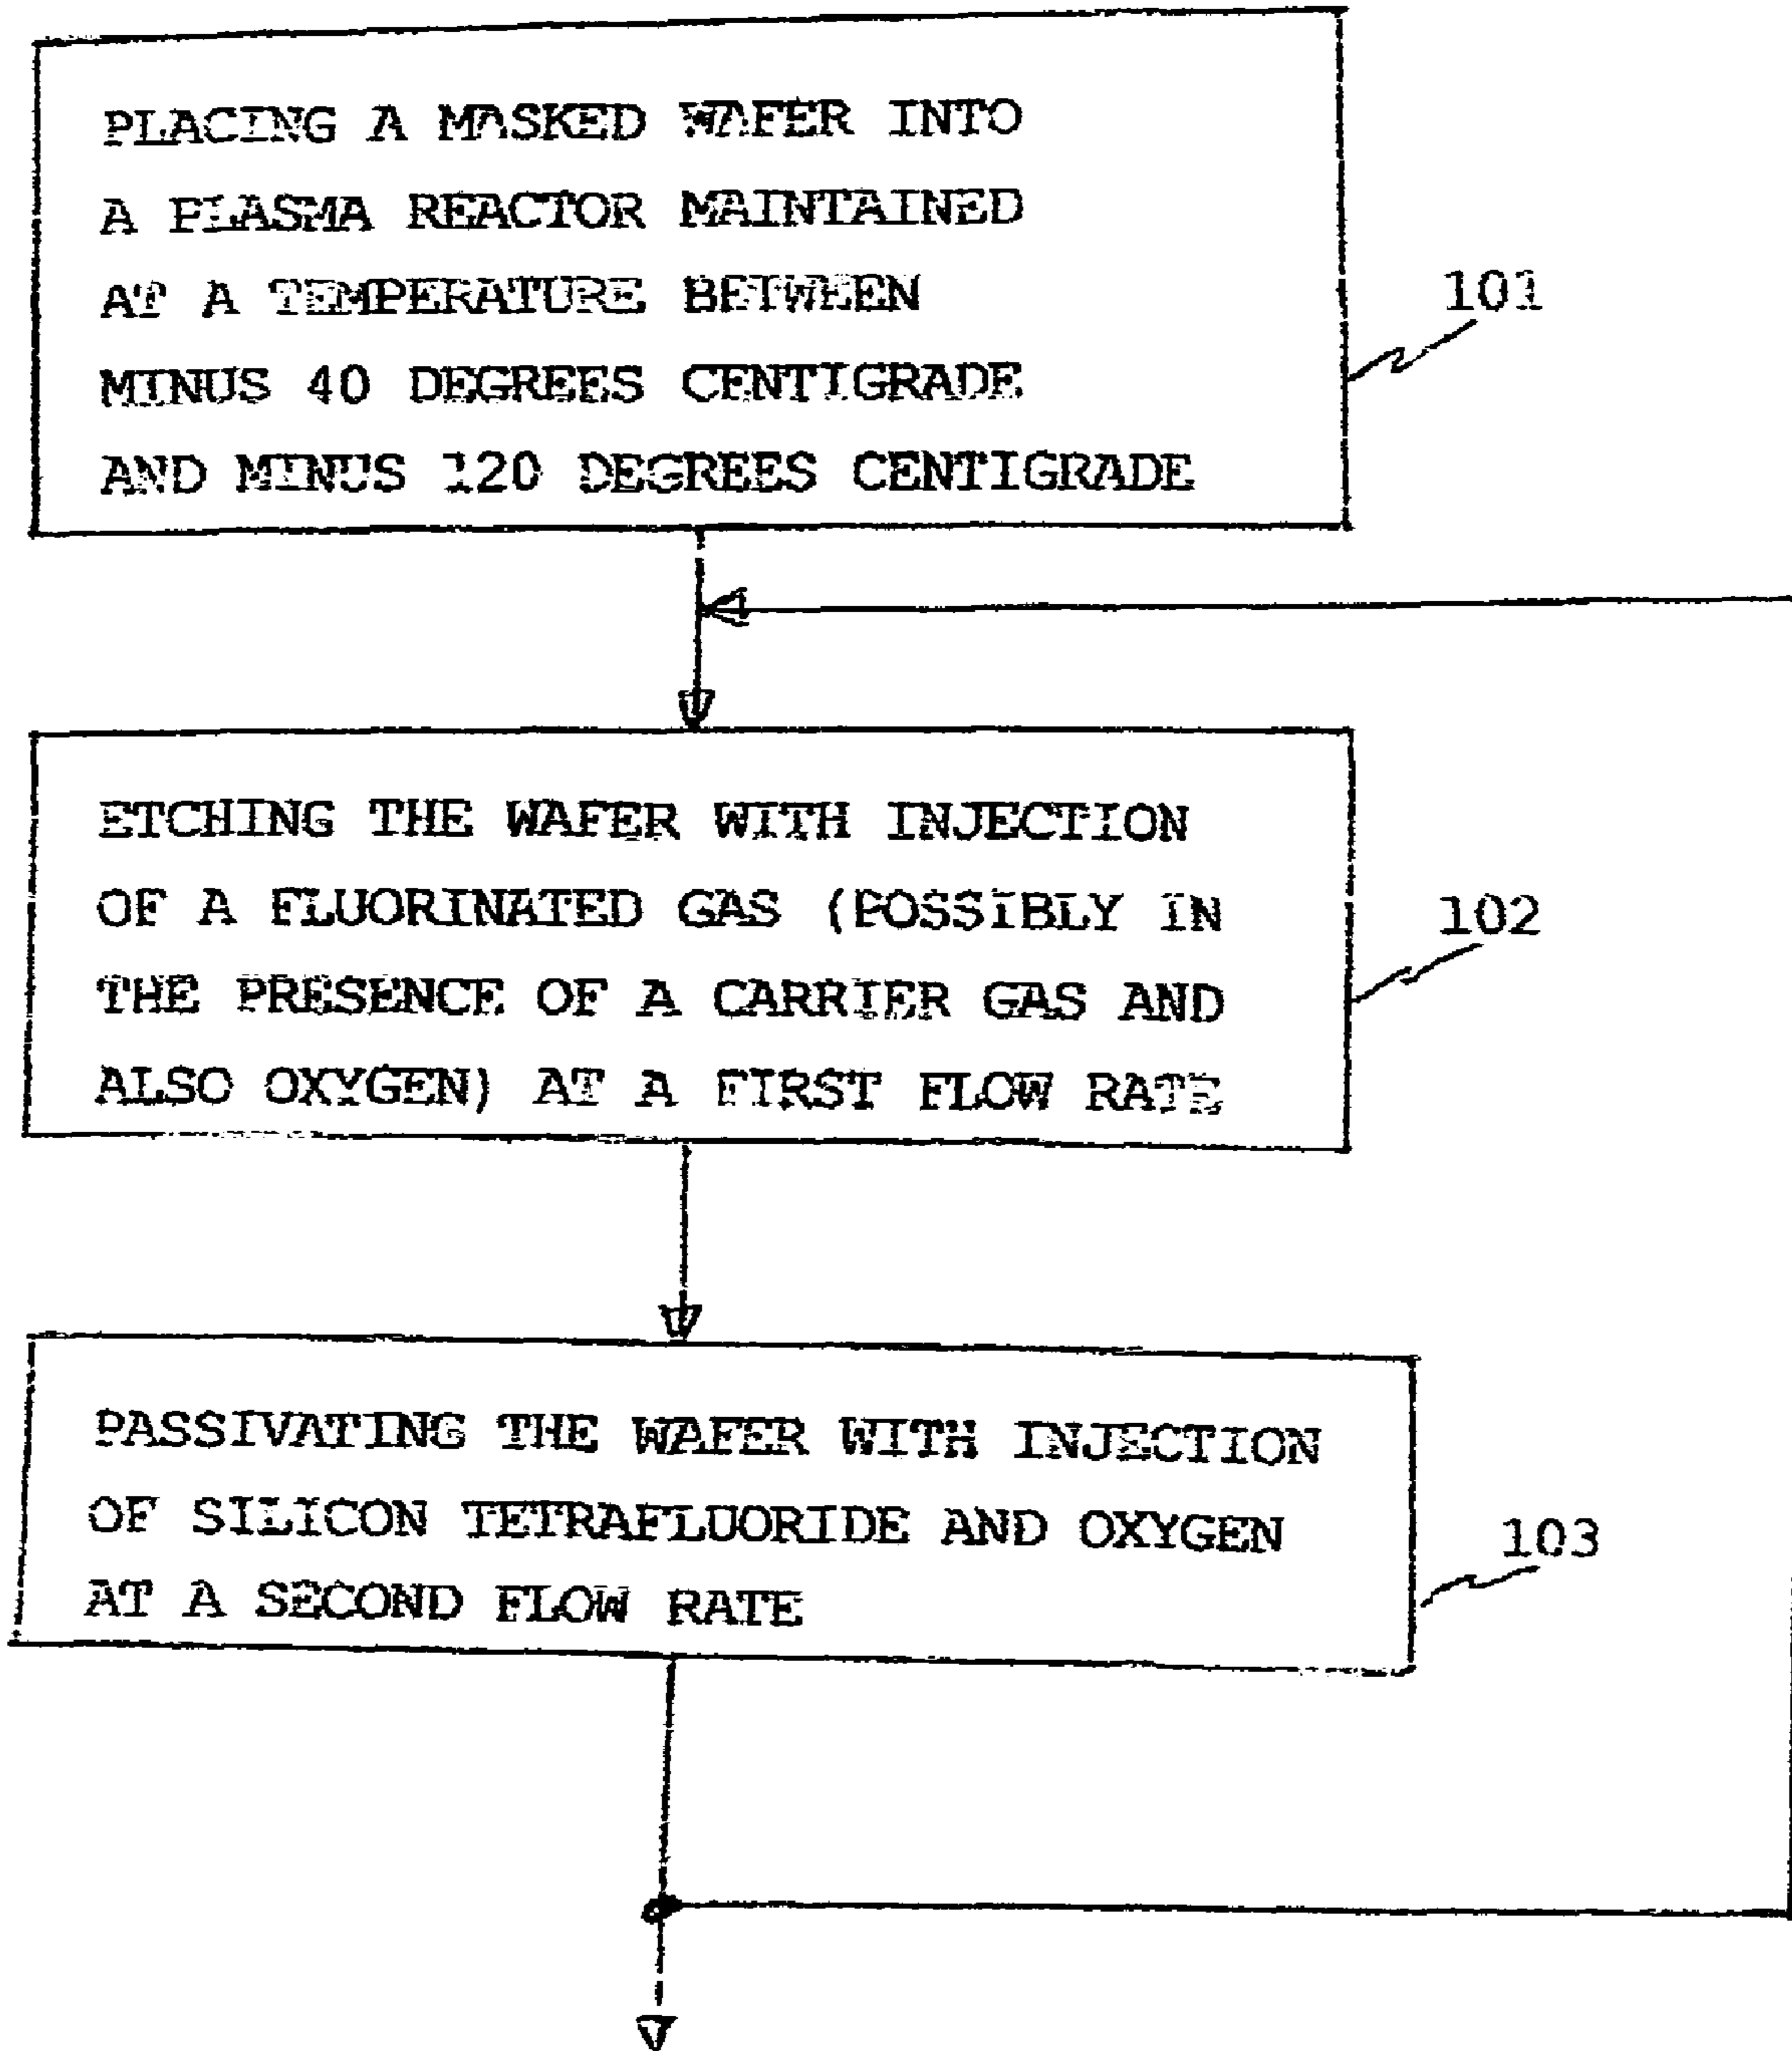 PLACING A MASKED WAFER INTO
A PLASMA REACTOR MAINTAINED
AT A TEMPERATURE BETWEEN
MINUS 40 DEGREES CENTIGRADE
AND MINUS 120 DEGREES CENTIGRADE
101
ETCHING THE WAFER WITH INJECTION
OF A FLUORINATED GAS (POSSIBLY IN
THE PRESENCE OF A CARRIER GAS AND
ALSO OXYGEN) AT A FIRST FLOW RATE
102
PASSIVATING THE WAFER WITH INJECTION
OF SILICON TETRAFLUORIDE AND OXYGEN
AT A SECOND FLOW RATE
103